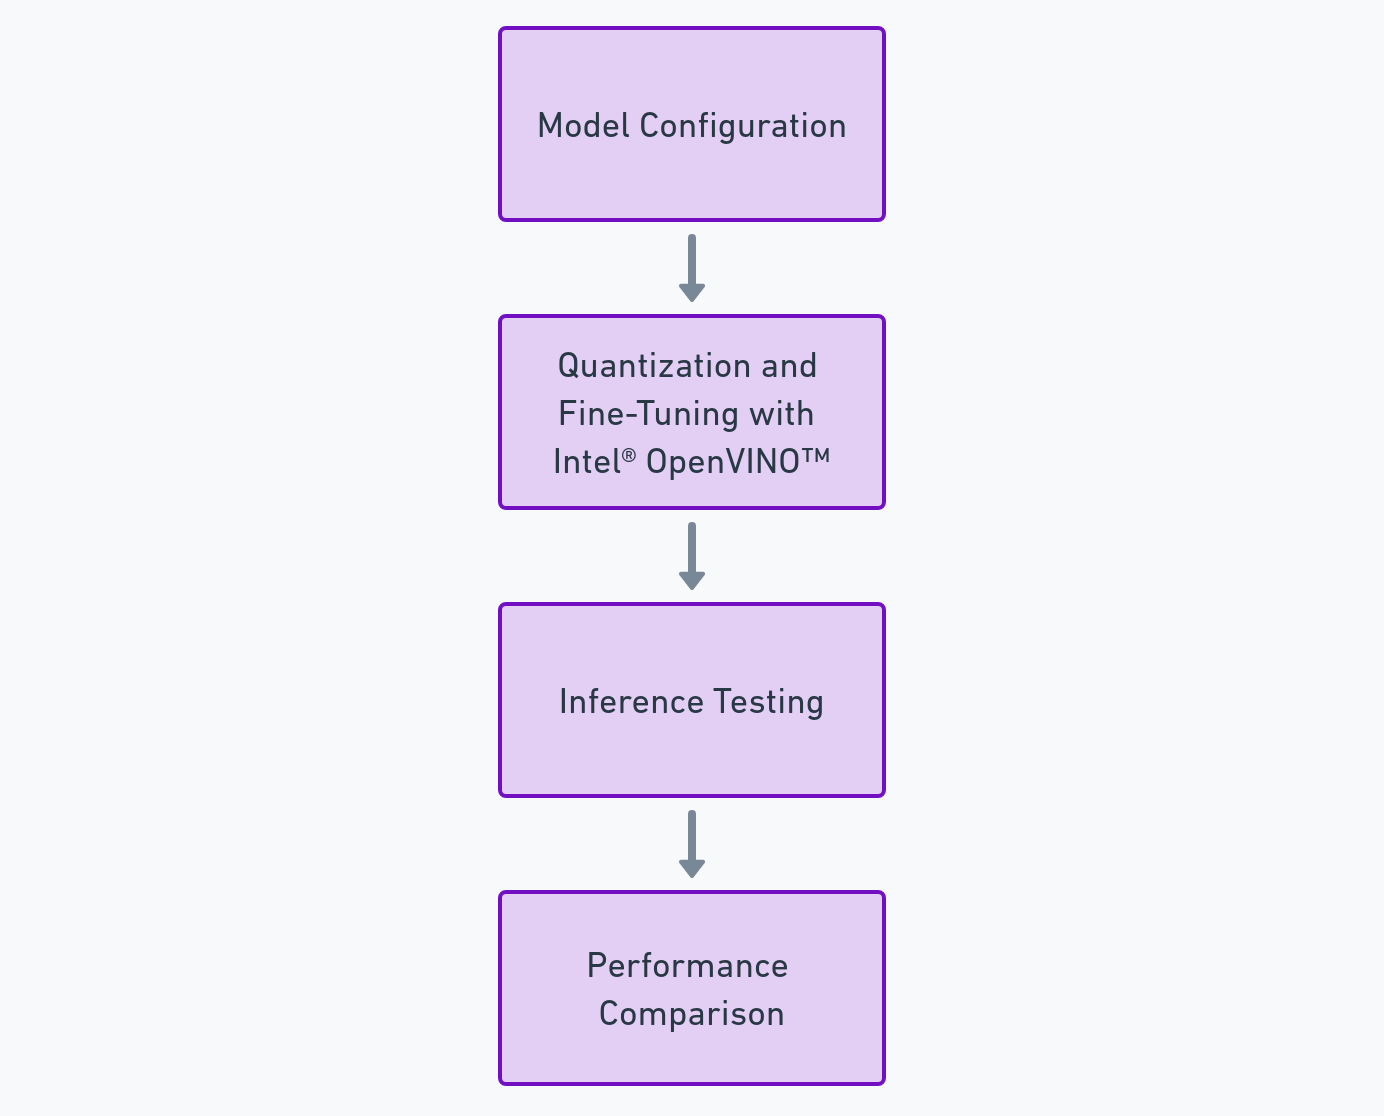 Model Configuration
Quantization and
Fine-Tuning with
Intel® OpenVINO™
Inference Testing
Performance
Comparison